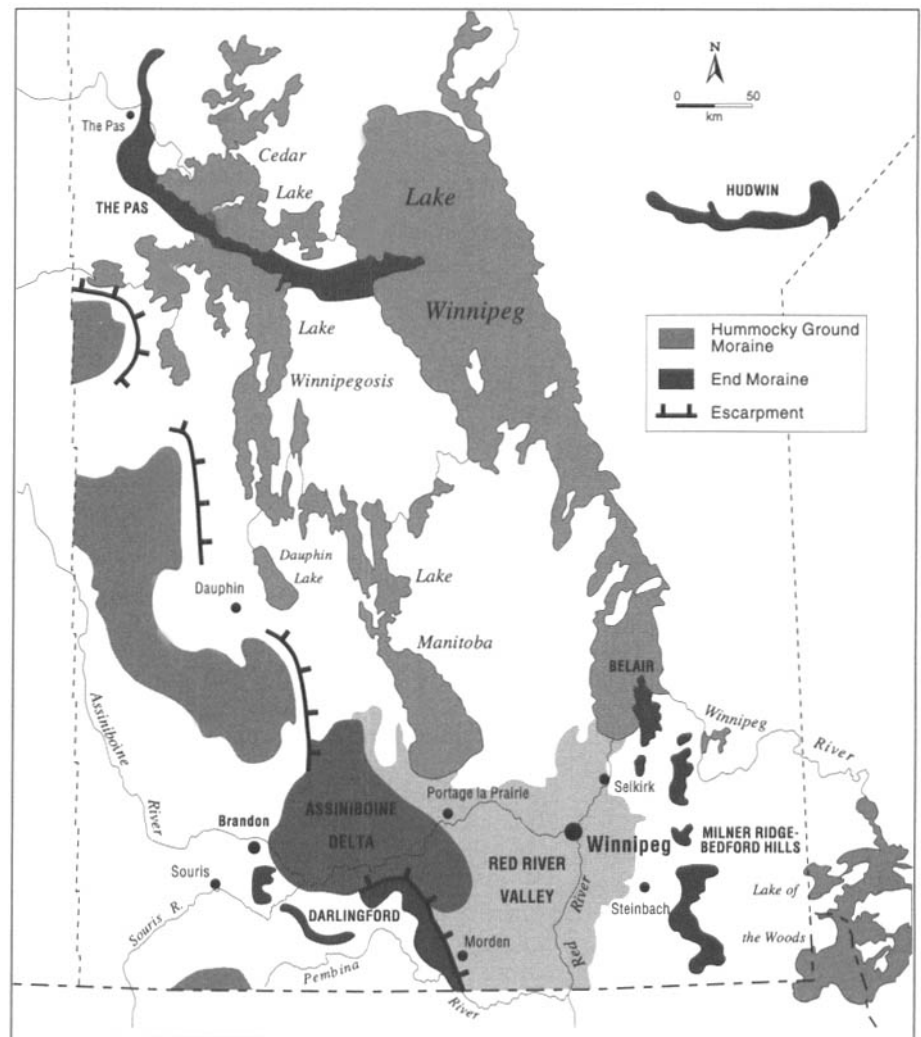 N
0 50
km
The Pas
THE PAS
Cedar
Lake
Lake
Winnipeg
HUDWIN
Hummocky Ground
Moraine
End Moraine
Escarpment
Lake
Winnipegosis
Dauphin
Lake
Dauphin
Lake
Manitoba
BELAIR
Winnipeg
River
Assiniboine
River
Selkirk
Portage la Prairie
ASSINIBOINE
DELTA
Brandon
Winnipeg
MILNER RIDGE-
BEDFORD HILLS
RED RIVER
VALLEY
River
Red
Souris
Souris R.
DARLINGFORD
Steinbach
Lake of
the Woods
Morden
Pembina
River